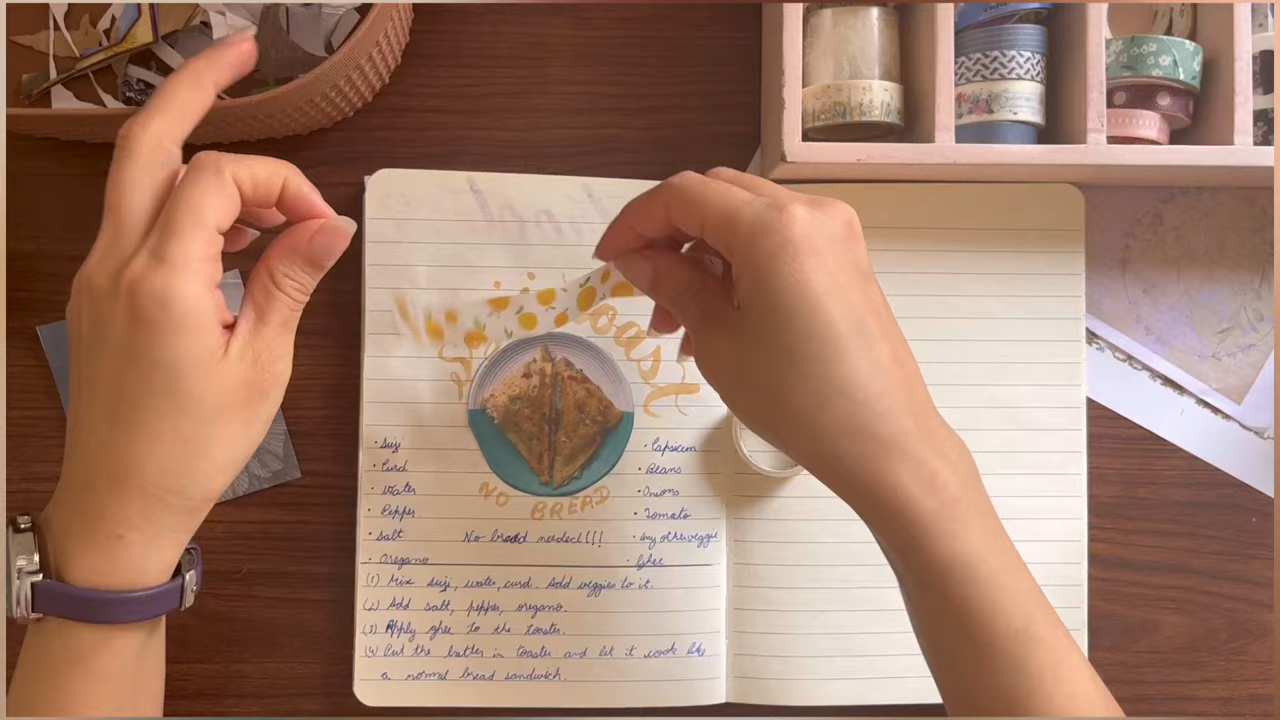 oast
NO BREAD
• Suji
• Curd
• Water
• Pepper
• Salt
• Oregano
• Capsicum
• Beans
• Onions
• Tomato
• Any other veggie
• Ghee
No bread needed!!!
(1) Mix suji, water, curd. Add veggies to it.
(2) Add salt, pepper, oregano.
(3) Apply ghee to the toaster.
(4) Put the batter in toaster and let it cook like
a normal bread sandwich.